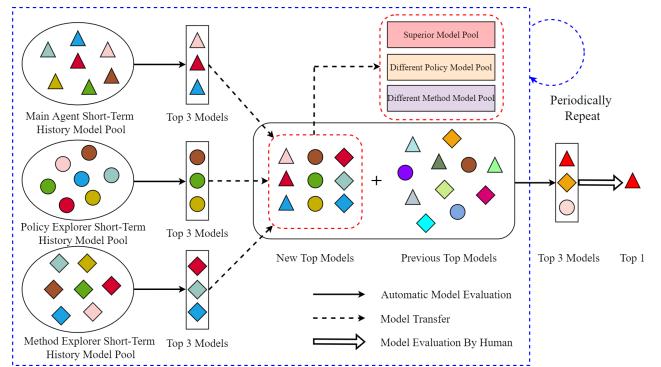 Superior Model Pool
Different Policy Model Pool
Different Method Model Pool
Main Agent Short-Term
History Model Pool
Top 3 Models
Periodically
Repeat
+
Policy Explorer Short-Term
History Model Pool
Top 3 Models
New Top Models
Previous Top Models
Top 3 Models
Top 1
Method Explorer Short-Term
History Model Pool
Top 3 Models
Automatic Model Evaluation
Model Transfer
Model Evaluation By Human